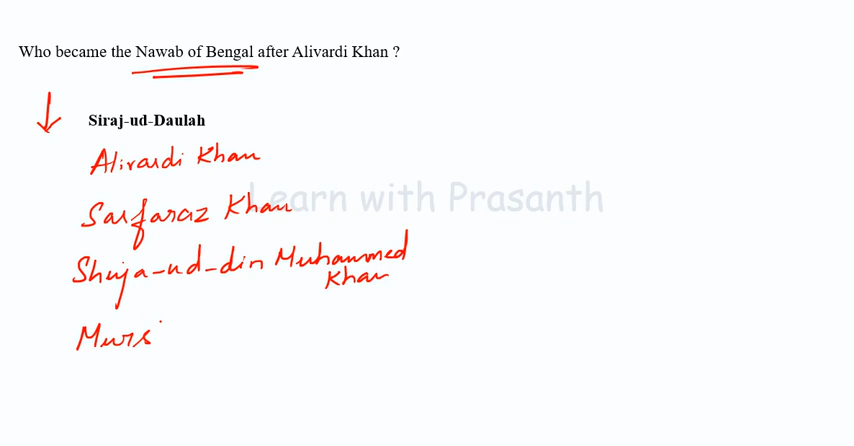 Who became the Nawab of Bengal after Alivardi Khan ?
Siraj-ud-Daulah
Alivardi Khan
Learn with Prasanth
Sarfaraz Khan
Shuja-ud-din Muhammed
Khan
Mursi